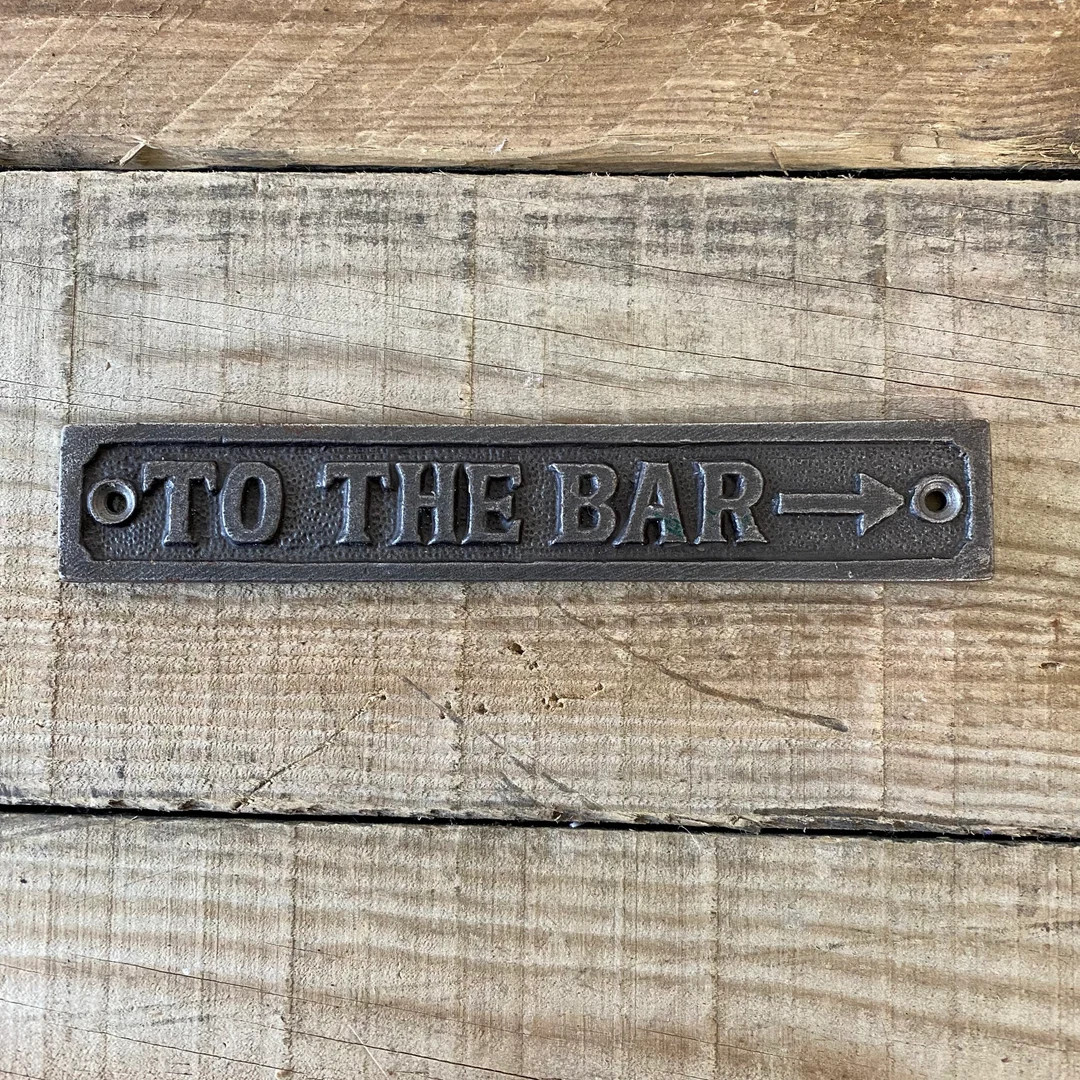 TO THE BAR →